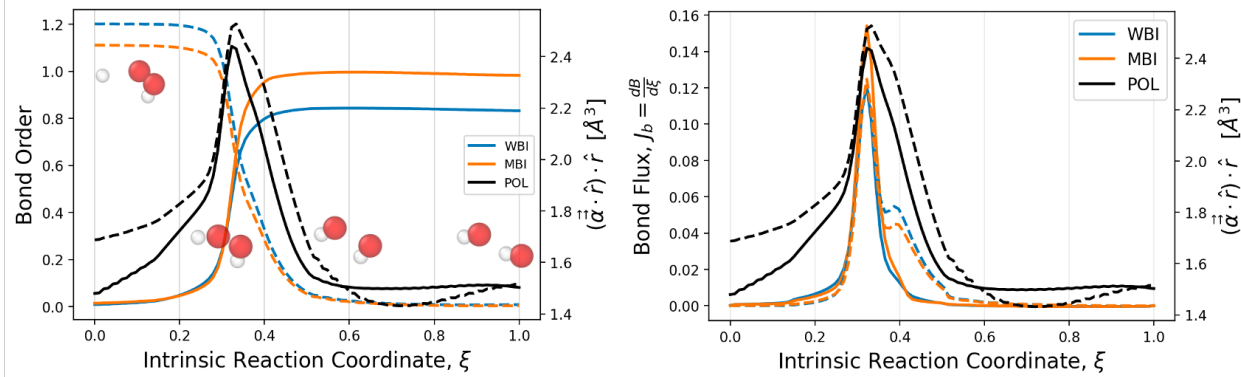 1.2
1.0
0.8
0.6
0.4
0.2
0.0
Bond Order
WBI
MBI
POL
2.4
2.2
2.0
1.8
1.6
1.4
(α⃗⃗ · r̂) · r̂ [Å³]
0.0 0.2 0.4 0.6 0.8 1.0
Intrinsic Reaction Coordinate, ξ
0.16
0.14
0.12
0.10
0.08
0.06
0.04
0.02
0.00
Bond Flux, J_b = dB/dξ
WBI
MBI
POL
2.4
2.2
2.0
1.8
1.6
1.4
(α⃗⃗ · r̂) · r̂ [Å³]
0.0 0.2 0.4 0.6 0.8 1.0
Intrinsic Reaction Coordinate, ξ